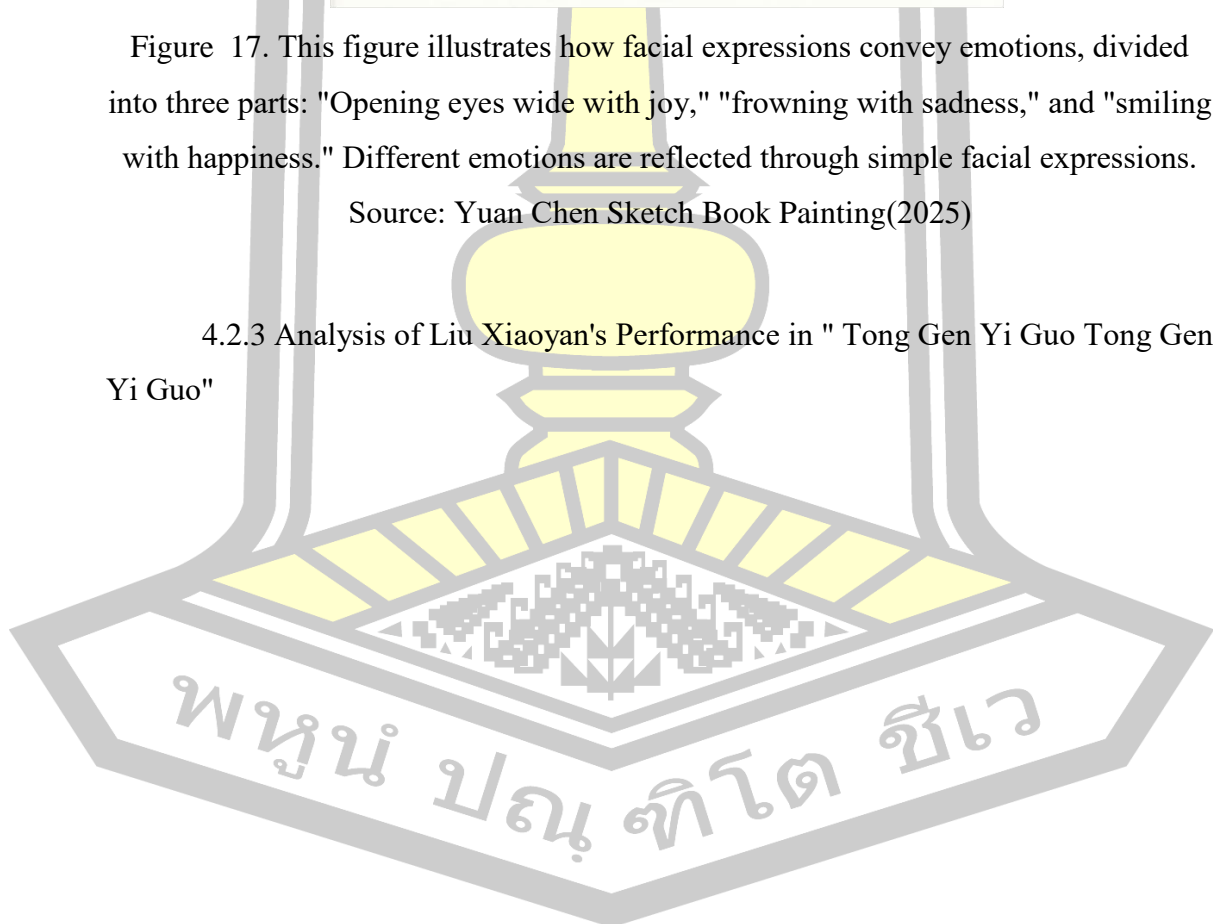 Figure  17. This figure illustrates how facial expressions convey emotions, divided
into three parts: "Opening eyes wide with joy," "frowning with sadness," and "smiling
with happiness." Different emotions are reflected through simple facial expressions.
Source: Yuan Chen Sketch Book Painting(2025)
4.2.3 Analysis of Liu Xiaoyan's Performance in " Tong Gen Yi Guo Tong Gen
Yi Guo"
พหูนํ ปณฺฑิโต ชีเว